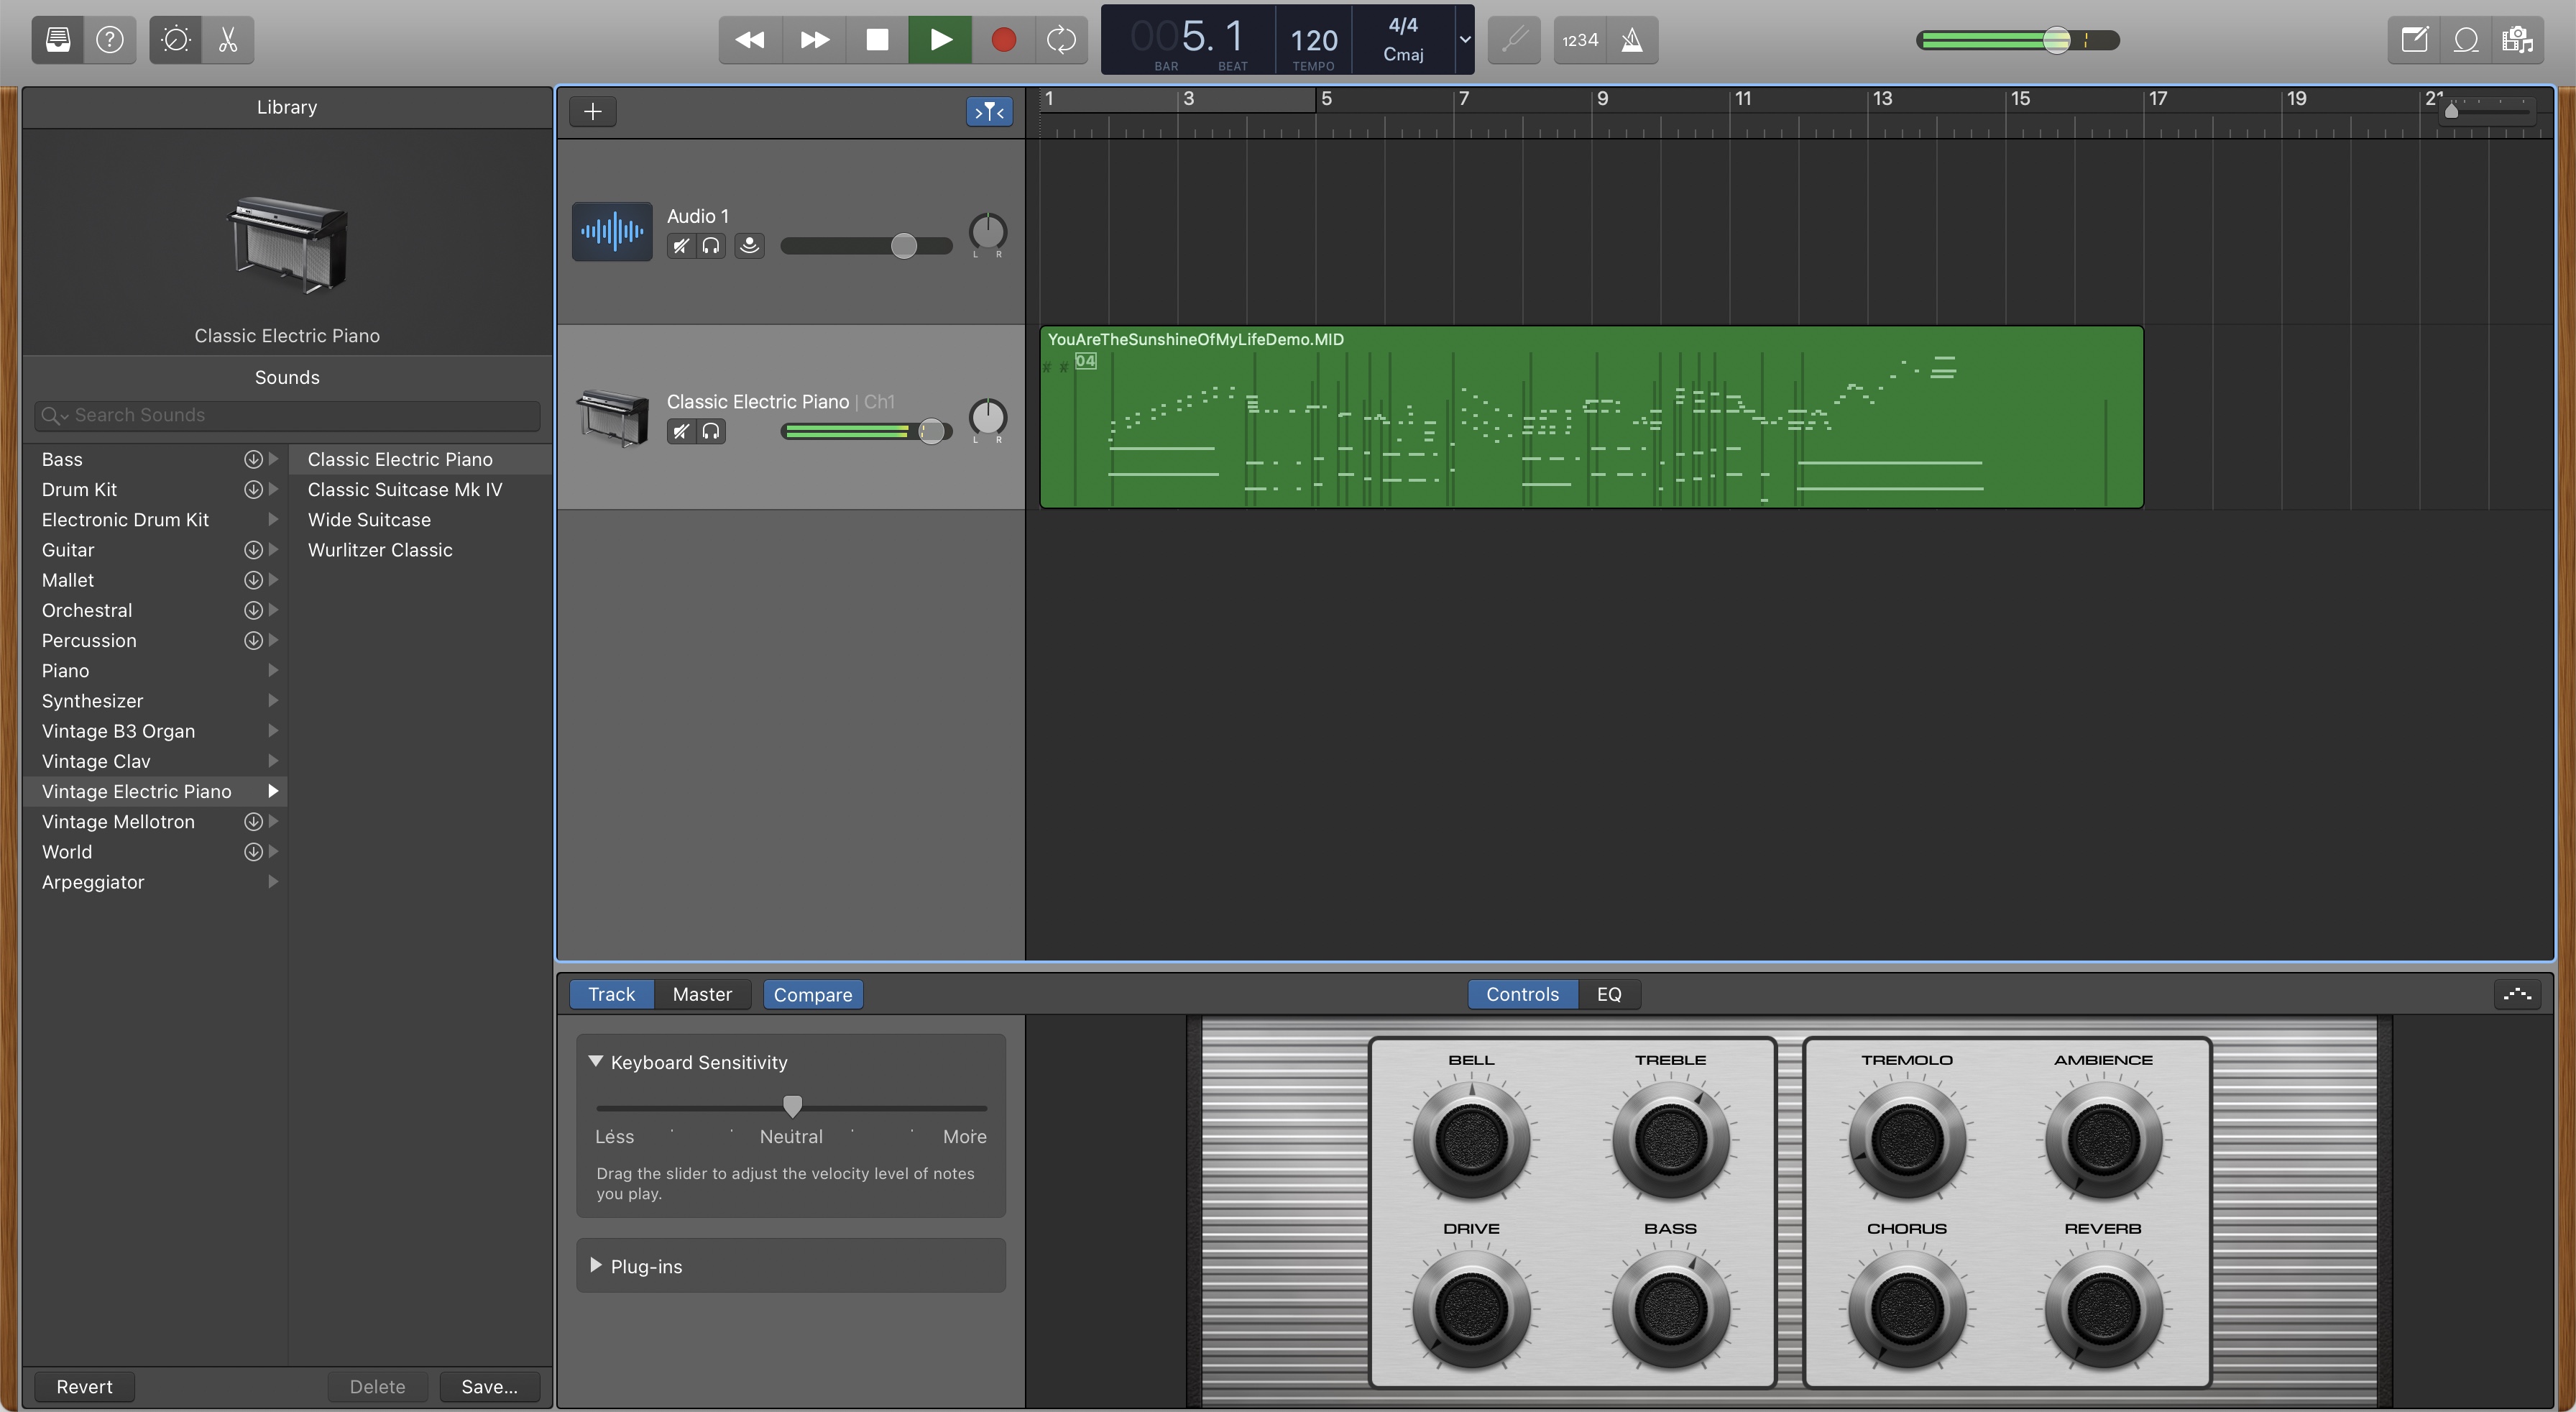 005. 1
BAR BEAT
120
TEMPO
4/4
Cmaj
1234
Library
Classic Electric Piano
Sounds
Search Sounds
Bass
Drum Kit
Electronic Drum Kit
Guitar
Mallet
Orchestral
Percussion
Piano
Synthesizer
Vintage B3 Organ
Vintage Clav
Vintage Electric Piano
Vintage Mellotron
World
Arpeggiator
Classic Electric Piano
Classic Suitcase Mk IV
Wide Suitcase
Wurlitzer Classic
Revert
Delete
Save...
1 3 5 7 9 11 13 15 17 19 21
Audio 1
L R
Classic Electric Piano | Ch1
L R
YouAreTheSunshineOfMyLifeDemo.MID
04
Track
Master
Compare
Controls
EQ
Keyboard Sensitivity
Less Neutral More
Drag the slider to adjust the velocity level of notes
you play.
Plug-ins
BELL TREBLE TREMOLO AMBIENCE
DRIVE BASS CHORUS REVERB